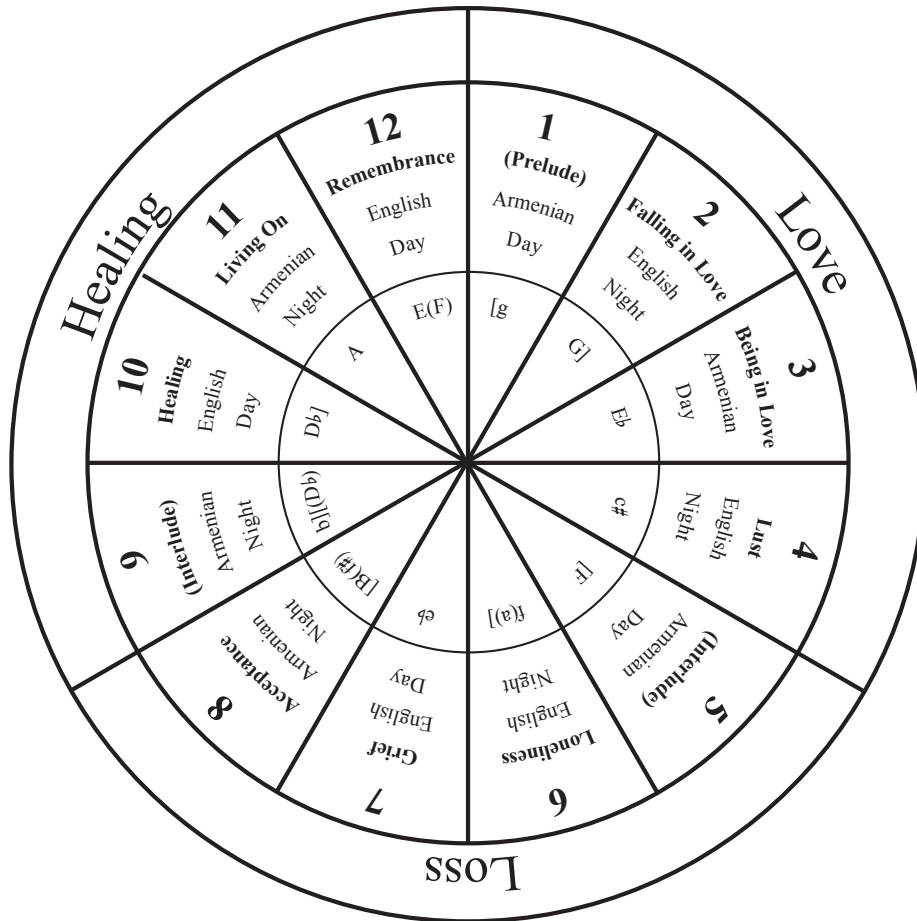 Love
1
(Prelude)
Armenian
Day
[g
2
Falling in Love
English
Night
G]
3
Being in Love
Armenian
Day
E♭
4
Lust
English
Night
c#
Loss
5
(Interlude)
Armenian
Day
[F
6
Loneliness
English
Night
f(a)]
7
Grief
English
Day
e♭
8
Acceptance
Armenian
Night
[B(f#)
Healing
9
(Interlude)
Armenian
Night
b](D♭)
10
Healing
English
Day
D♭]
11
Living On
Armenian
Night
A
12
Remembrance
English
Day
E(F)